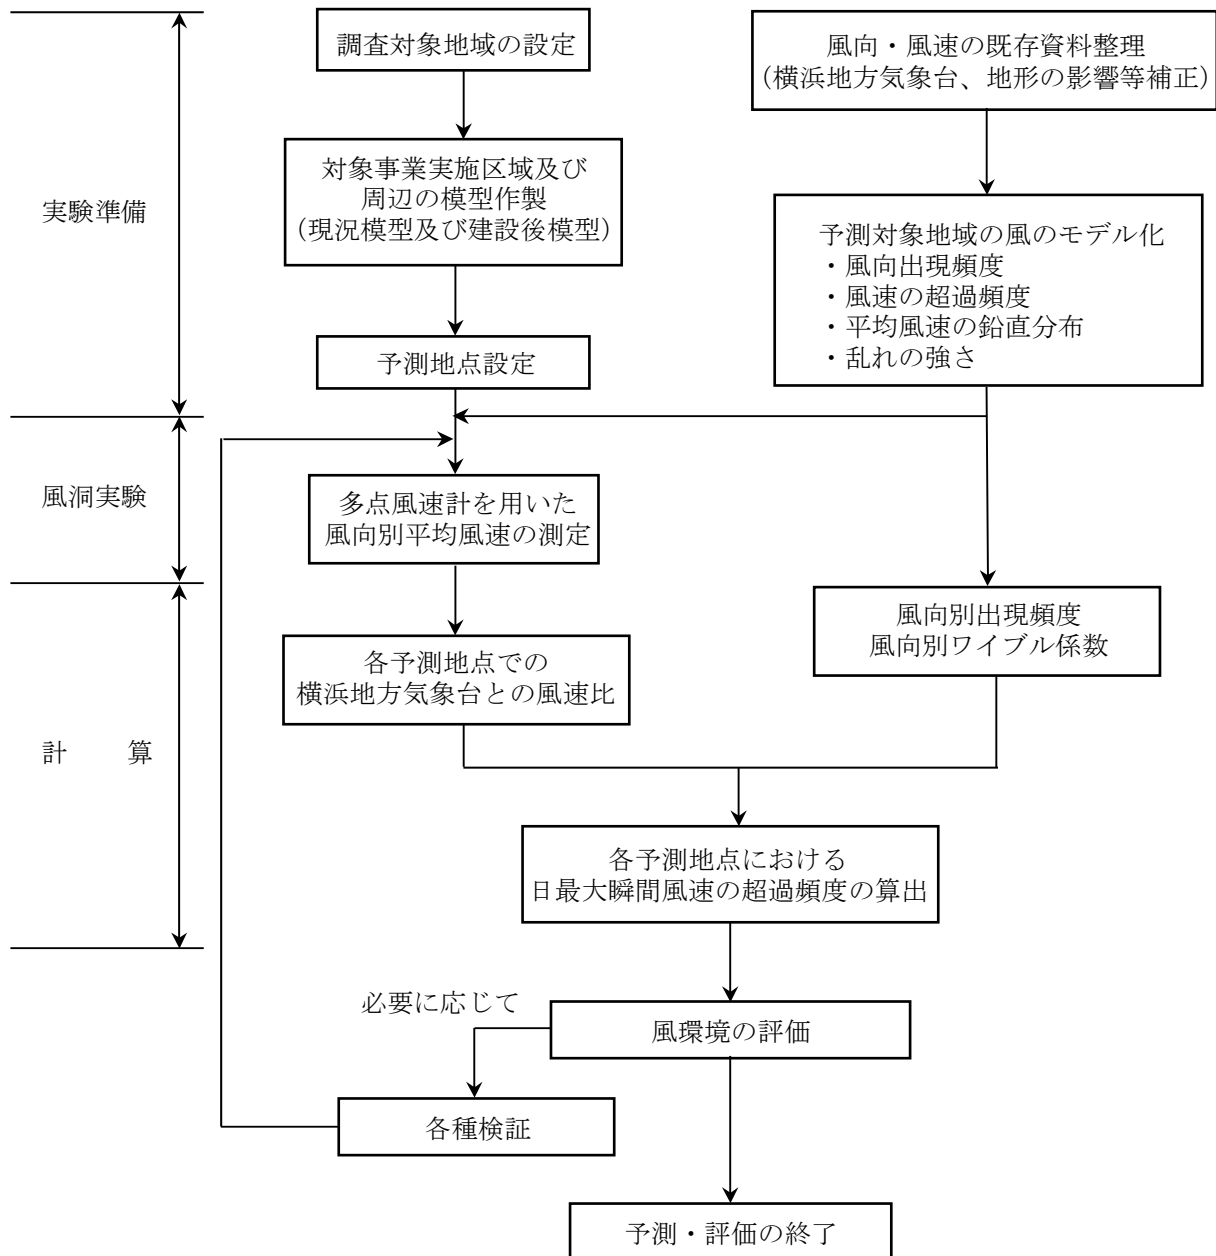 調査対象地域の設定
風向・風速の既存資料整理
（横浜地方気象台、地形の影響等補正）
対象事業実施区域及び
周辺の模型作製
（現況模型及び建設後模型）
実験準備
予測対象地域の風のモデル化
・風向出現頻度
・風速の超過頻度
・平均風速の鉛直分布
・乱れの強さ
予測地点設定
風洞実験
多点風速計を用いた
風向別平均風速の測定
風向別出現頻度
風向別ワイブル係数
各予測地点での
横浜地方気象台との風速比
計　　算
各予測地点における
日最大瞬間風速の超過頻度の算出
必要に応じて
風環境の評価
各種検証
予測・評価の終了